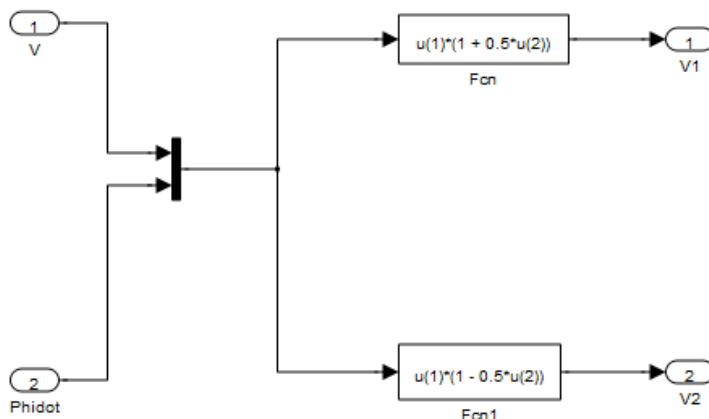 1
V
u(1)*(1 + 0.5*u(2))
Fcn
1
V1
2
Phidot
u(1)*(1 - 0.5*u(2))
Fcn1
2
V2